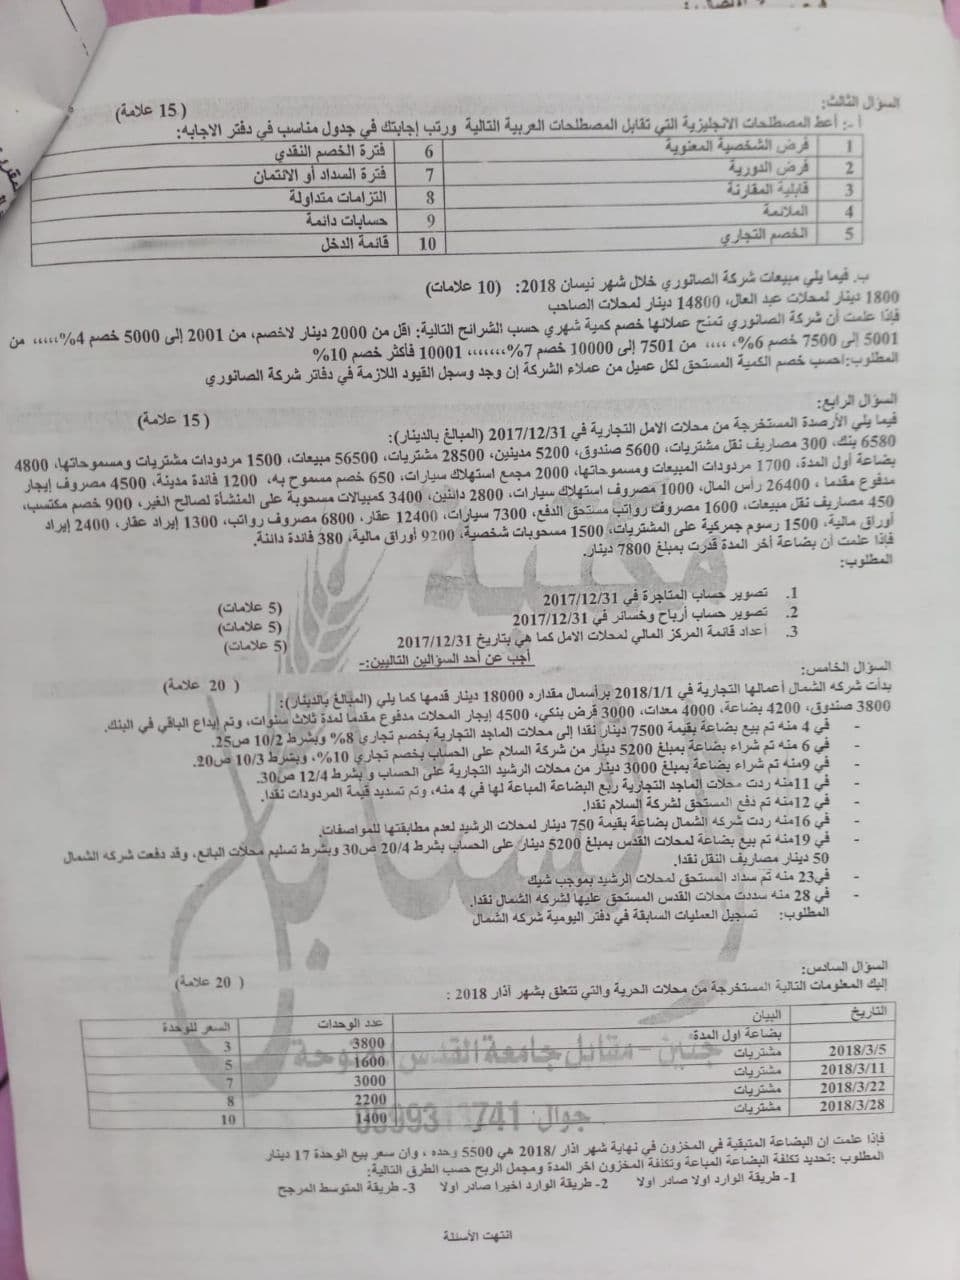 السؤال الثالث:
(15 علامة)
أ -: أعط المصطلحات الانجليزية التي تقابل المصطلحات العربية التالية ورتب إجابتك في جدول مناسب في دفتر الاجابه:
1 فرض الشخصية المعنوية 6 فترة الخصم النقدي
2 فرض الدورية 7 فترة السداد أو الائتمان
3 قابلية المقارنة 8 التزامات متداولة
4 الملائمة 9 حسابات دائمة
5 الخصم التجاري 10 قائمة الدخل
ب. فيما يلي مبيعات شركة الصانوري خلال شهر نيسان 2018: (10 علامات)
1800 دينار لمحلات عبد العال، 14800 دينار لمحلات الصاحب
فإذا علمت أن شركة الصانوري تمنح عملائها خصم كمية شهري حسب الشرائح التالية: اقل من 2000 دينار لاخصم، من 2001 إلى 5000 خصم 4%،،،،، من
5001 إلى 7500 خصم 6%،،،،، من 7501 إلى 10000 خصم 7%،،،،،،، 10001 فأكثر خصم 10%
المطلوب:احسب خصم الكمية المستحق لكل عميل من عملاء الشركة إن وجد وسجل القيود اللازمة في دفاتر شركة الصانوري
السؤال الرابع:
(15 علامة)
فيما يلي الأرصدة المستخرجة من محلات الامل التجارية في 2017/12/31 (المبالغ بالدينار):
6580 بنك، 300 مصاريف نقل مشتريات، 5600 صندوق، 5200 مدينين، 28500 مشتريات، 56500 مبيعات، 1500 مردودات مشتريات ومسموحاتها، 4800
بضاعة أول المدة، 1700 مردودات المبيعات ومسموحاتها، 2000 مجمع استهلاك سيارات، 650 خصم مسموح به، 1200 فائدة مدينة، 4500 مصروف إيجار
مدفوع مقدما ، 26400 رأس المال، 1000 مصروف استهلاك سيارات، 2800 دائنين، 3400 كمبيالات مسحوبة على المنشأة لصالح الغير، 900 خصم مكتسب،
450 مصاريف نقل مبيعات، 1600 مصروف رواتب مستحق الدفع، 7300 سيارات، 12400 عقار، 6800 مصروف رواتب، 1300 إيراد عقار، 2400 إيراد
أوراق مالية، 1500 رسوم جمركية على المشتريات، 1500 مسحوبات شخصية، 9200 أوراق مالية، 380 فائدة دائنة.
فإذا علمت أن بضاعة أخر المدة قدرت بمبلغ 7800 دينار.
المطلوب:
1. تصوير حساب المتاجرة في 2017/12/31 (5 علامات)
2. تصوير حساب أرباح وخسائر في 2017/12/31 (5 علامات)
3. أعداد قائمة المركز المالي لمحلات الامل كما هي بتاريخ 2017/12/31 (5 علامات)
أجب عن أحد السؤالين التاليين:-
السؤال الخامس:
(20 علامة)
بدأت شركه الشمال أعمالها التجارية في 2018/1/1 برأسمال مقداره 18000 دينار قدمها كما يلي (المبالغ بالدينار):
3800 صندوق، 4200 بضاعة، 4000 معدات، 3000 قرض بنكي، 4500 إيجار المحلات مدفوع مقدما لمدة ثلاث سنوات، وتم إيداع الباقي في البنك.
- في 4 منه تم بيع بضاعة بقيمة 7500 دينار نقدا إلى محلات الماجد التجارية بخصم تجاري 8% وبشرط 10/2 ص25.
- في 6 منه تم شراء بضاعة بمبلغ 5200 دينار من شركة السلام على الحساب بخصم تجاري 10%، وبشرط 10/3 ص20.
- في 9منه تم شراء بضاعة بمبلغ 3000 دينار من محلات الرشيد التجارية على الحساب و بشرط 12/4 ص30.
- في 11منه ردت محلات الماجد التجارية ربع البضاعة المباعة لها في 4 منه، وتم تسديد قيمة المردودات نقدا.
- في 12منه تم دفع المستحق لشركة السلام نقدا.
- في 16منه ردت شركه الشمال بضاعة بقيمة 750 دينار لمحلات الرشيد لعدم مطابقتها للمواصفات.
- في 19منه تم بيع بضاعة لمحلات القدس بمبلغ 5200 دينار على الحساب بشرط 20/4 ص30 وبشرط تسليم محلات البائع، وقد دفعت شركه الشمال
50 دينار مصاريف النقل نقدا.
- في23 منه تم سداد المستحق لمحلات الرشيد بموجب شيك
- في 28 منه سددت محلات القدس المستحق عليها لشركة الشمال نقدا.
المطلوب: تسجيل العمليات السابقة في دفتر اليومية شركه الشمال
السؤال السادس:
(20 علامة)
إليك المعلومات التالية المستخرجة من محلات الحرية والتي تتعلق بشهر آذار 2018 :
التاريخ البيان عدد الوحدات السعر للوحدة
بضاعة اول المدة 3800 3
2018/3/5 مشتريات 1600 5
2018/3/11 مشتريات 3000 7
2018/3/22 مشتريات 2200 8
2018/3/28 مشتريات 1400 10
فإذا علمت ان البضاعة المتبقية في المخزون في نهاية شهر اذار /2018 هي 5500 وحده ، وان سعر بيع الوحدة 17 دينار
المطلوب :تحديد تكلفة البضاعة المباعة وتكلفة المخزون اخر المدة ومجمل الربح حسب الطرق التالية:
1- طريقة الوارد اولا صادر اولا 2- طريقة الوارد اخيرا صادر اولا 3- طريقة المتوسط المرجح
انتهت الأسئلة